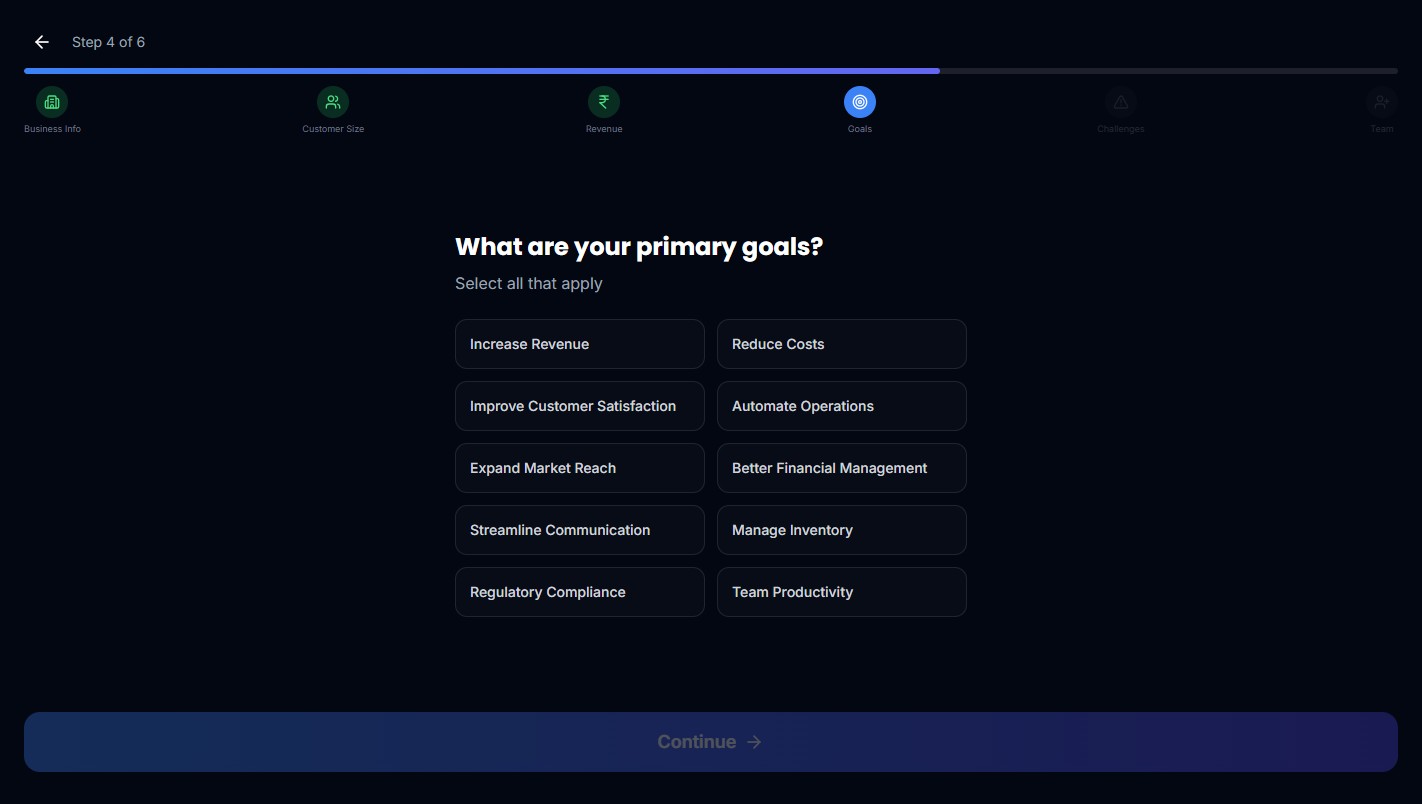 Step 4 of 6
Business Info
Customer Size
Revenue
Goals
Challenges
Team
What are your primary goals?
Select all that apply
Increase Revenue
Reduce Costs
Improve Customer Satisfaction
Automate Operations
Expand Market Reach
Better Financial Management
Streamline Communication
Manage Inventory
Regulatory Compliance
Team Productivity
Continue